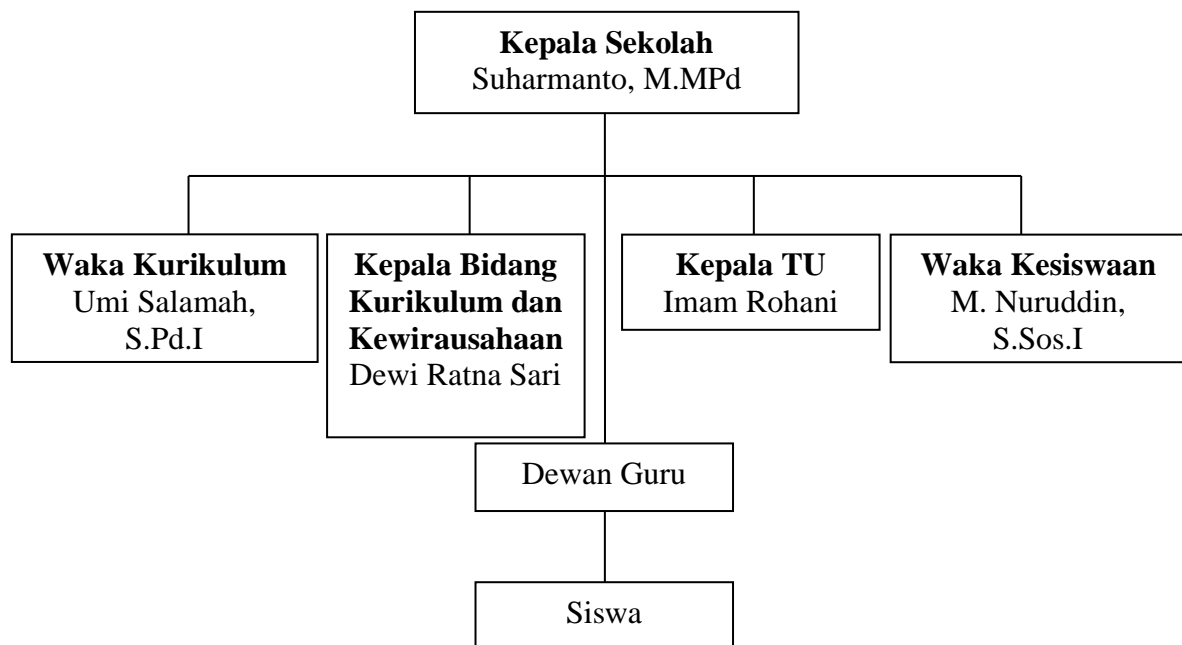 Kepala Sekolah
Suharmanto, M.MPd
Waka Kurikulum
Umi Salamah,
S.Pd.I
Kepala Bidang
Kurikulum dan
Kewirausahaan
Dewi Ratna Sari
Kepala TU
Imam Rohani
Waka Kesiswaan
M. Nuruddin,
S.Sos.I
Dewan Guru
Siswa